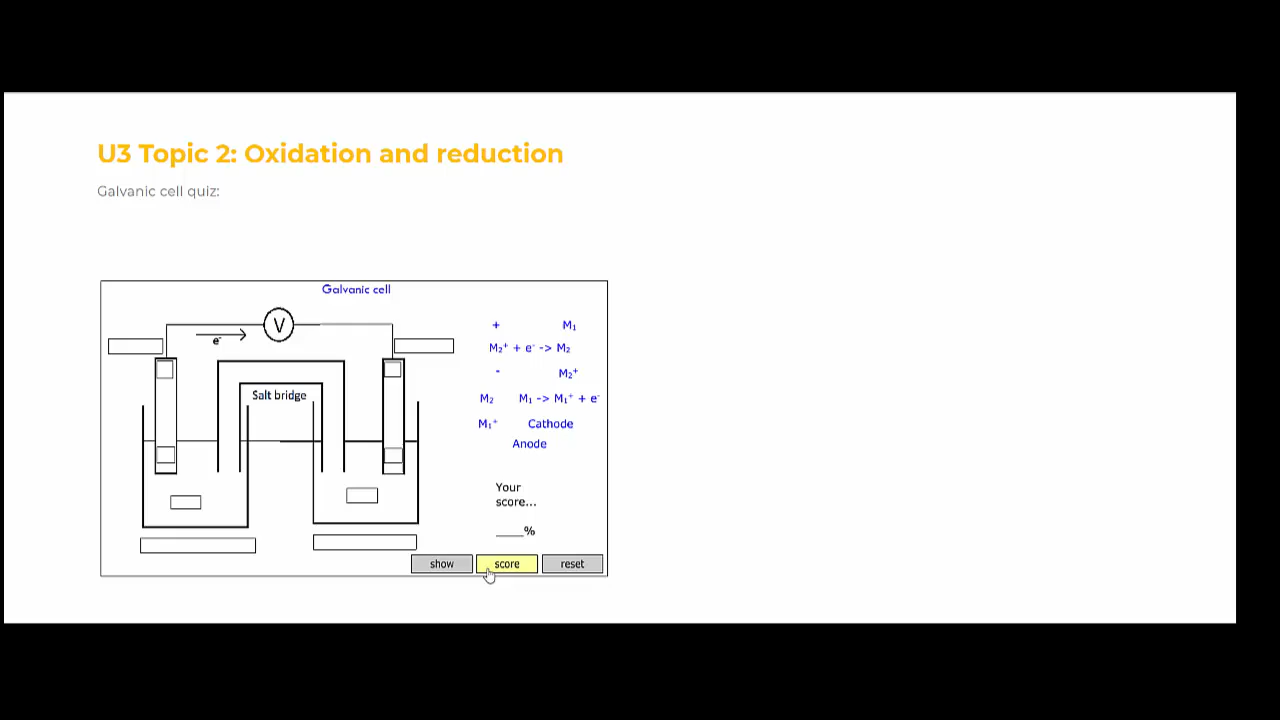 U3 Topic 2: Oxidation and reduction
Galvanic cell quiz:
Galvanic cell
V
e⁻
Salt bridge
+ M₁
M₂⁺ + e⁻ -> M₂
- M₂⁺
M₂ M₁ -> M₁⁺ + e⁻
M₁⁺ Cathode
Anode
Your
score...
____%
show score reset